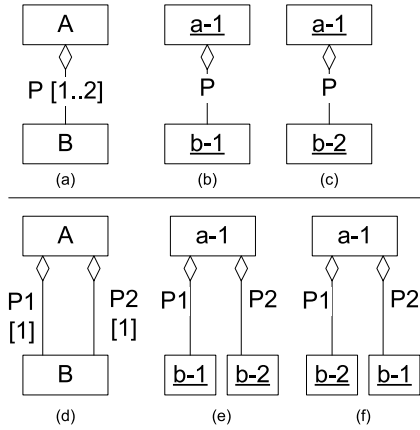 A
a-1
a-1
P [1..2]
P
P
B
b-1
b-2
(a)
(b)
(c)
A
a-1
a-1
P1
[1]
P2
[1]
P1
P2
P1
P2
B
b-1
b-2
b-2
b-1
(d)
(e)
(f)